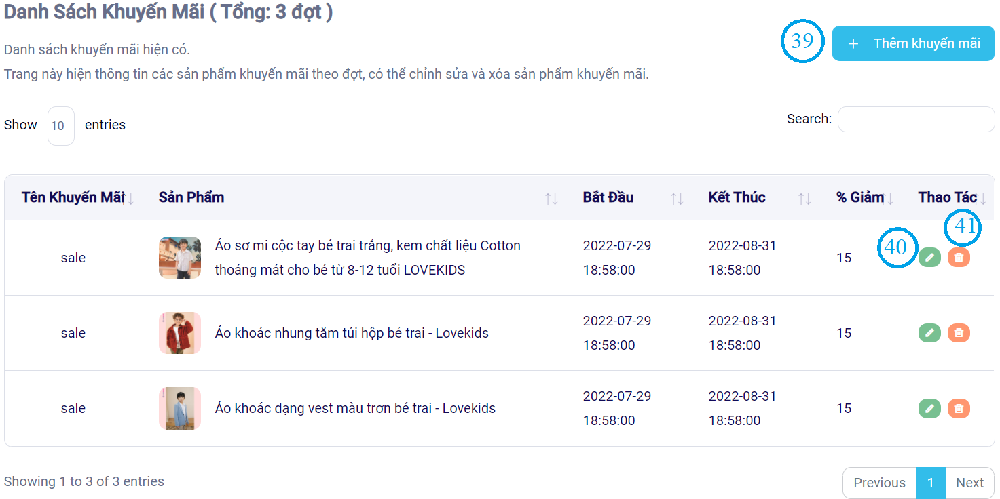 Danh Sách Khuyến Mãi ( Tổng: 3 đợt )
39
+ Thêm khuyến mãi
Danh sách khuyến mãi hiện có.
Trang này hiện thông tin các sản phẩm khuyến mãi theo đợt, có thể chỉnh sửa và xóa sản phẩm khuyến mãi.
Show 10 entries
Search:
Tên Khuyến Mãi Sản Phẩm Bắt Đầu Kết Thúc % Giảm Thao Tác
41
40
sale
Áo sơ mi cộc tay bé trai trắng, kem chất liệu Cotton
thoáng mát cho bé từ 8-12 tuổi LOVEKIDS
2022-07-29
18:58:00
2022-08-31
18:58:00
15
sale
Áo khoác nhung tăm túi hộp bé trai - Lovekids
2022-07-29
18:58:00
2022-08-31
18:58:00
15
sale
Áo khoác dạng vest màu trơn bé trai - Lovekids
2022-07-29
18:58:00
2022-08-31
18:58:00
15
Showing 1 to 3 of 3 entries
Previous 1 Next